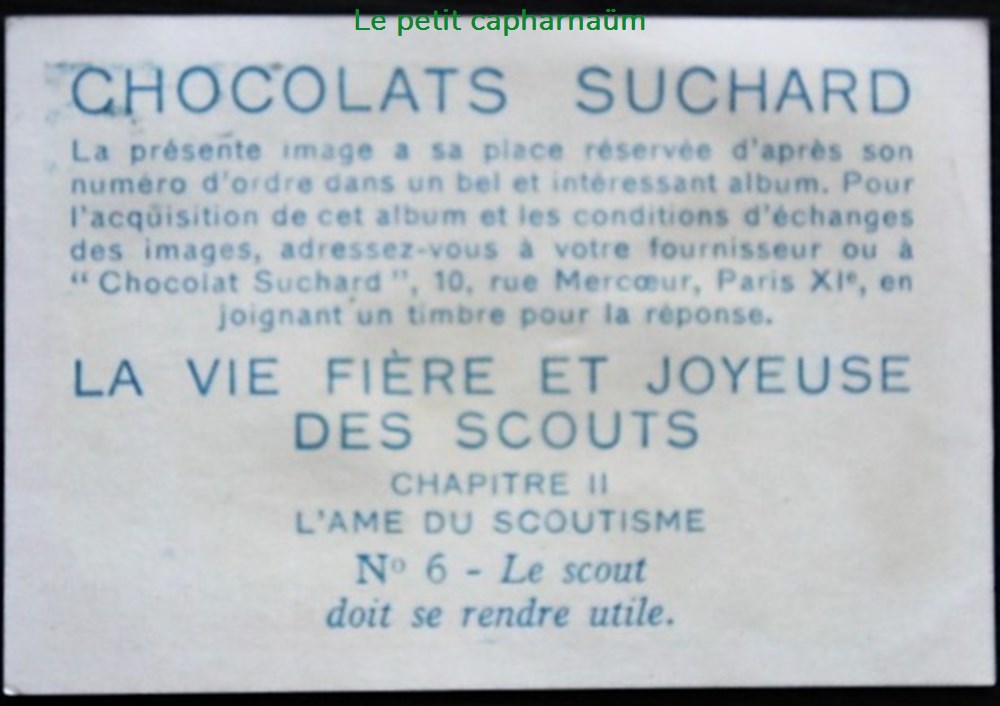 Le petit capharnaüm
CHOCOLATS SUCHARD
La présente image a sa place réservée d'après son
numéro d'ordre dans un bel et intéressant album. Pour
l'acquisition de cet album et les conditions d'échanges
des images, adressez-vous à votre fournisseur ou à
“ Chocolat Suchard ”, 10, rue Mercœur, Paris XIᵉ, en
joignant un timbre pour la réponse.
LA VIE FIÈRE ET JOYEUSE
DES SCOUTS
CHAPITRE II
L'AME DU SCOUTISME
Nº 6 - Le scout
doit se rendre utile.